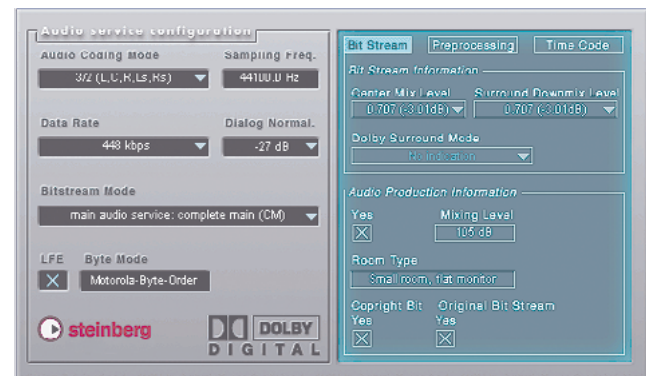 Audio service configuration
Audio Coding Mode
Sampling Freq.
3/2 (L,C,R,Ls,Rs)
44100.0 Hz
Data Rate
Dialog Normal.
448 kbps
-27 dB
Bitstream Mode
main audio service: complete main (CM)
LFE
Byte Mode
Motorola-Byte-Order
steinberg
DOLBY
DIGITAL
Bit Stream
Preprocessing
Time Code
Bit Stream Information
Center Mix Level
Surround Downmix Level
0.707 (-3.01dB)
0.707 (-3.01dB)
Dolby Surround Mode
No indication
Audio Production Information
Yes
Mixing Level
105 dB
Room Type
Small room, flat monitor
Copright Bit
Original Bit Stream
Yes
Yes